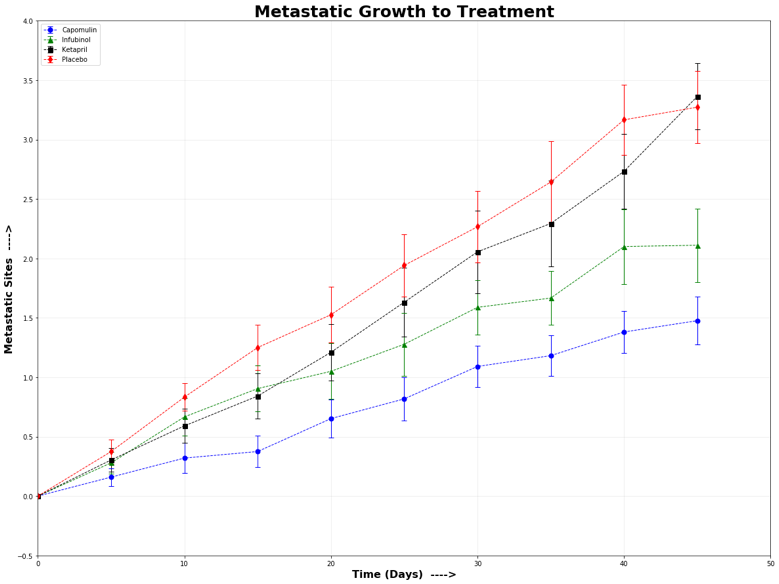 Metastatic Growth to Treatment
4.0
Capomulin
Infubinol
Ketapril
Placebo
3.5
3.0
2.5
2.0
1.5
1.0
0.5
0.0
−0.5
Metastatic Sites ---->
0 10 20 30 40 50
Time (Days) ---->